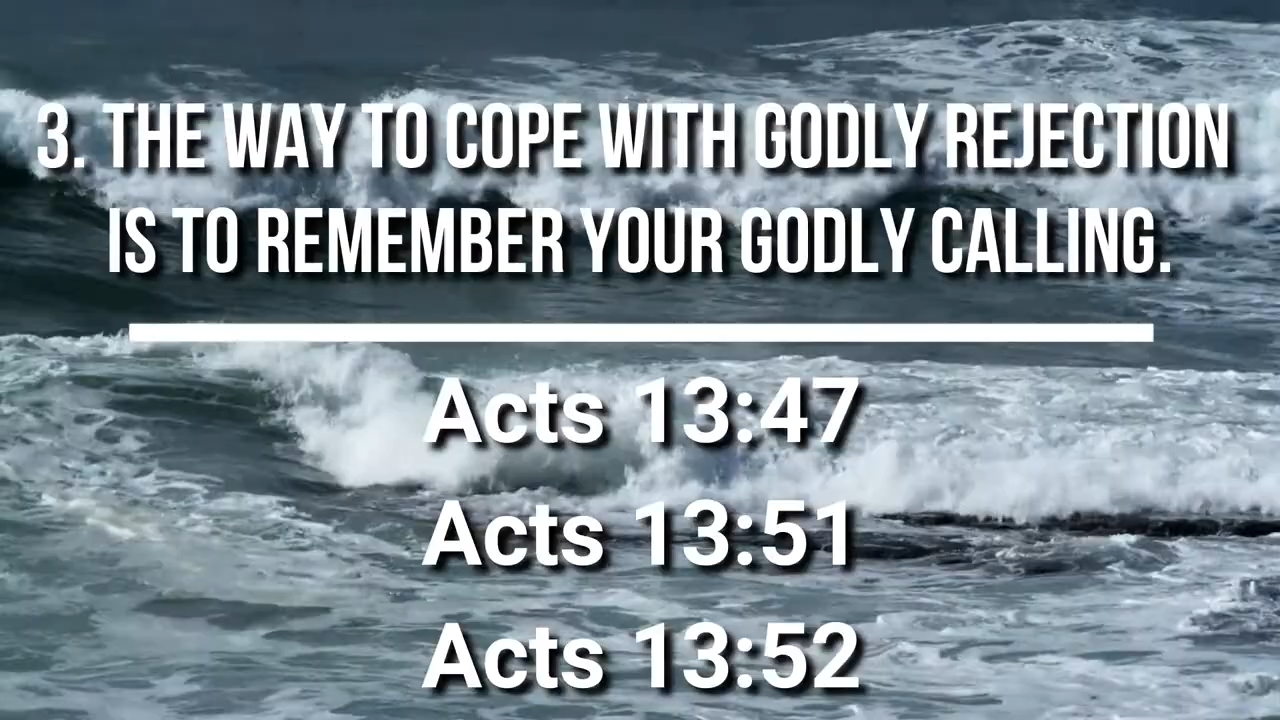 3. THE WAY TO COPE WITH GODLY REJECTION
IS TO REMEMBER YOUR GODLY CALLING.
Acts 13:47
Acts 13:51
Acts 13:52